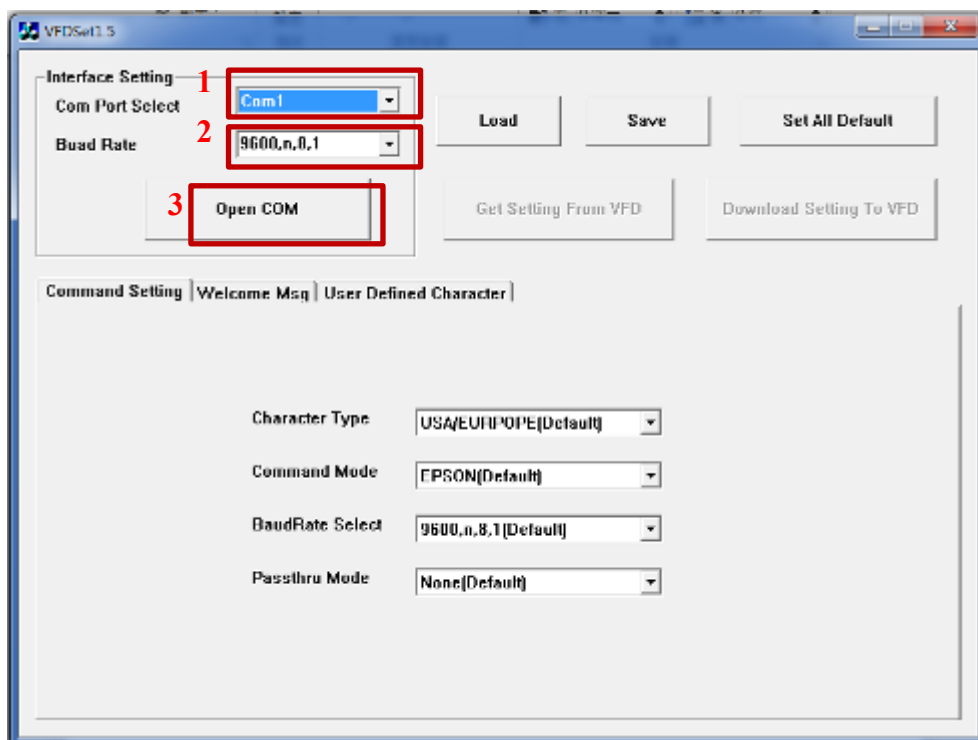 VFDSet1.5
Interface Setting
1
Com Port Select
Com1
2
Buad Rate
9600,n,8,1
3
Open COM
Load
Save
Set All Default
Get Setting From VFD
Download Setting To VFD
Command Setting
Welcome Msg
User Defined Character
Character Type
USA/EURPOPE(Default)
Command Mode
EPSON(Default)
BaudRate Select
9600,n,8,1(Default)
Passthru Mode
None(Default)